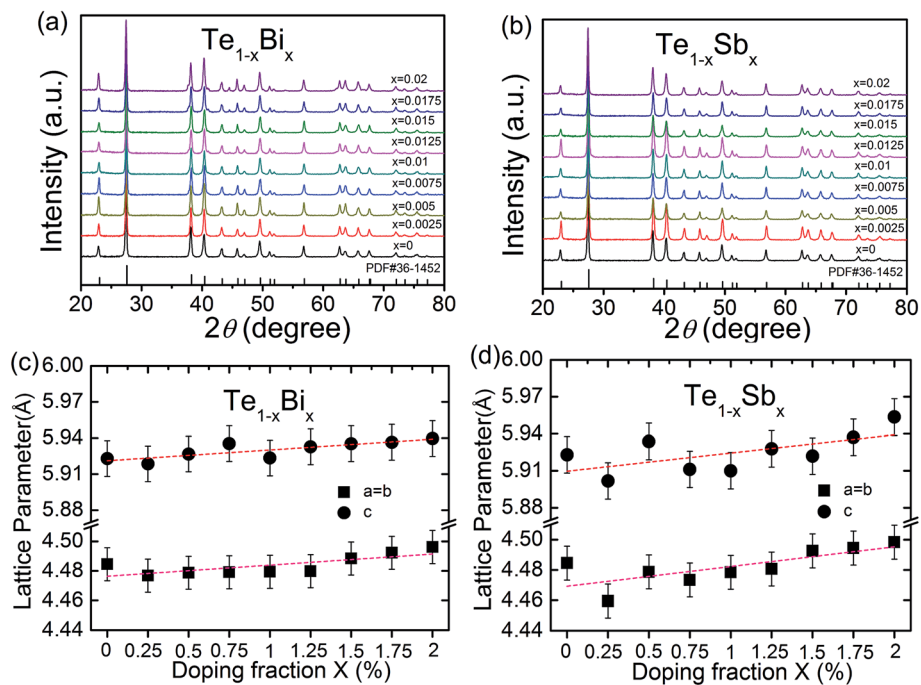 (a)
Te1-xBix
x=0.02
x=0.0175
x=0.015
x=0.0125
x=0.01
x=0.0075
x=0.005
x=0.0025
x=0
PDF#36-1452
Intensity (a.u.)
20 30 40 50 60 70 80
2θ (degree)
(b)
Te1-xSbx
x=0.02
x=0.0175
x=0.015
x=0.0125
x=0.01
x=0.0075
x=0.005
x=0.0025
x=0
PDF#36-1452
Intensity (a.u.)
20 30 40 50 60 70 80
2θ (degree)
(c)
Te1-xBix
6.00
5.97
5.94
5.91
5.88
4.50
4.48
4.46
4.44
Lattice Parameter(Å)
a=b
c
0 0.25 0.5 0.75 1 1.25 1.5 1.75 2
Doping fraction X (%)
(d)
Te1-xSbx
6.00
5.97
5.94
5.91
5.88
4.50
4.48
4.46
4.44
Lattice Parameter(Å)
a=b
c
0 0.25 0.5 0.75 1 1.25 1.5 1.75 2
Doping fraction X (%)